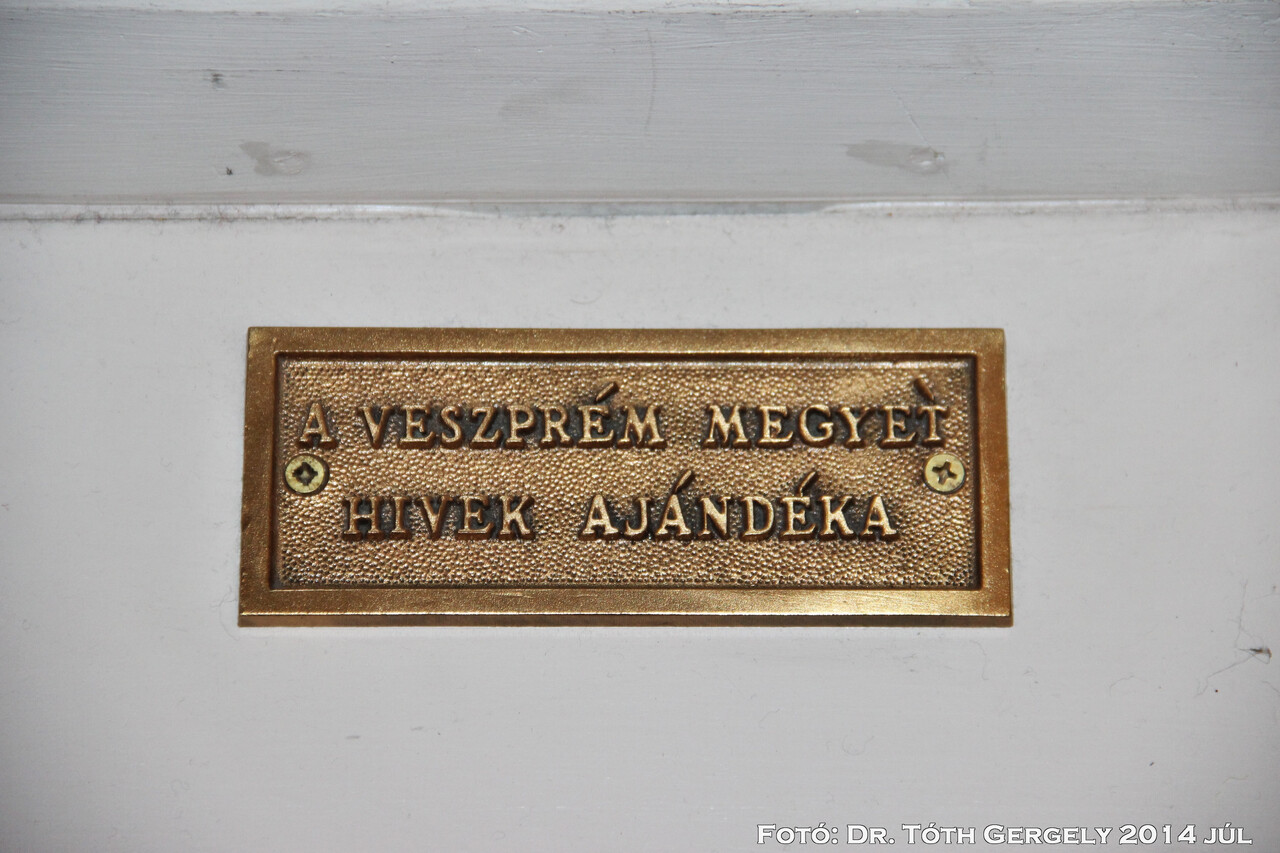 A VESZPRÉM MEGYEÌ
HIVEK AJÁNDÉKA
FOTÓ: DR. TÓTH GERGELY 2014 JÚL